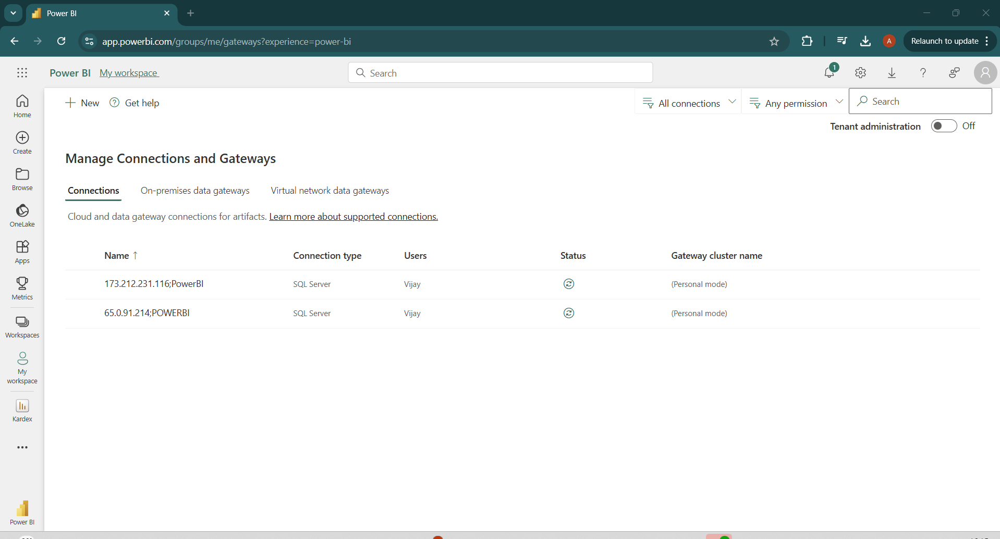 Power BI
app.powerbi.com/groups/me/gateways?experience=power-bi
A
Relaunch to update
Power BI My workspace
Search
1
New
Get help
All connections
Any permission
Search
Tenant administration
Off
Home
Create
Browse
OneLake
Apps
Metrics
Workspaces
My
workspace
Kardex
Power BI
Manage Connections and Gateways
Connections On-premises data gateways Virtual network data gateways
Cloud and data gateway connections for artifacts. Learn more about supported connections.
Name ↑ Connection type Users Status Gateway cluster name
173.212.231.116;PowerBI SQL Server Vijay (Personal mode)
65.0.91.214;POWERBI SQL Server Vijay (Personal mode)